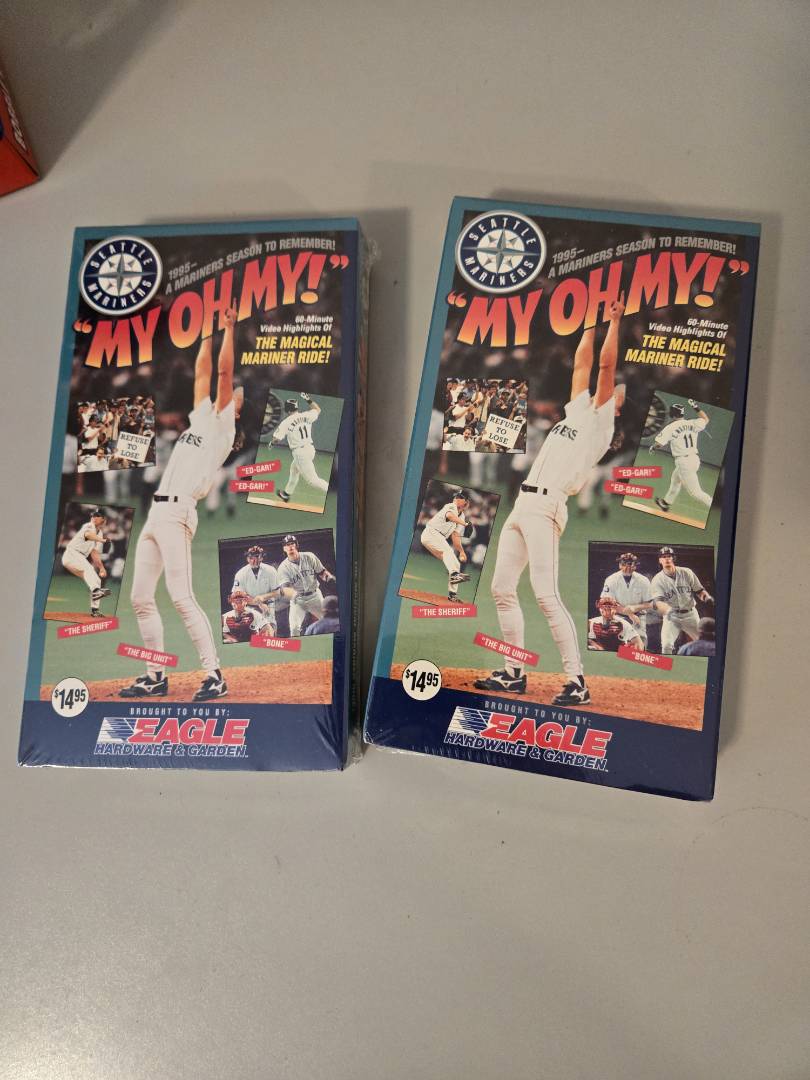 SEATTLE
MARINERS
1995–
A MARINERS SEASON TO REMEMBER!
"MY OH MY!"
60-Minute
Video Highlights Of
THE MAGICAL
MARINER RIDE!
REFUSE
TO
LOSE
11
"ED-GAR!"
"ED-GAR!"
"THE SHERIFF"
"THE BIG UNIT"
"BONE"
$14.95
BROUGHT TO YOU BY:
EAGLE
HARDWARE & GARDEN
SEATTLE
MARINERS
1995–
A MARINERS SEASON TO REMEMBER!
"MY OH MY!"
60-Minute
Video Highlights Of
THE MAGICAL
MARINER RIDE!
REFUSE
TO
LOSE
11
"ED-GAR!"
"ED-GAR!"
"THE SHERIFF"
"THE BIG UNIT"
"BONE"
$14.95
BROUGHT TO YOU BY:
EAGLE
HARDWARE & GARDEN